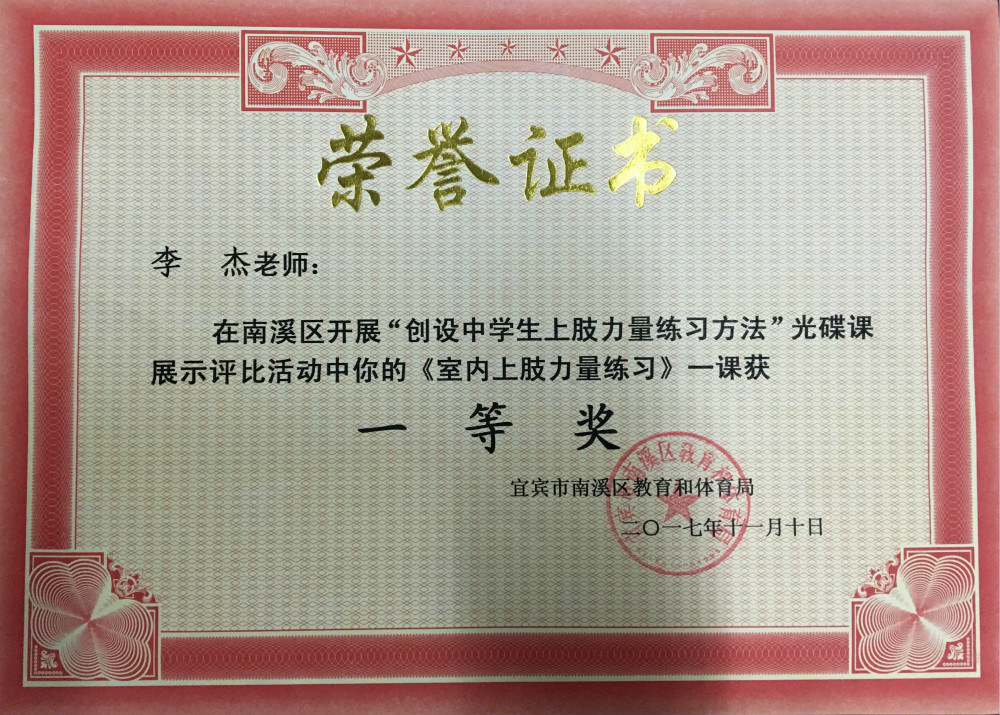 荣誉证书
李 杰老师：
在南溪区开展“创设中学生上肢力量练习方法”光碟课
展示评比活动中你的《室内上肢力量练习》一课获
一 等 奖
宜宾市南溪区教育和体育局
二〇一七年十一月十日